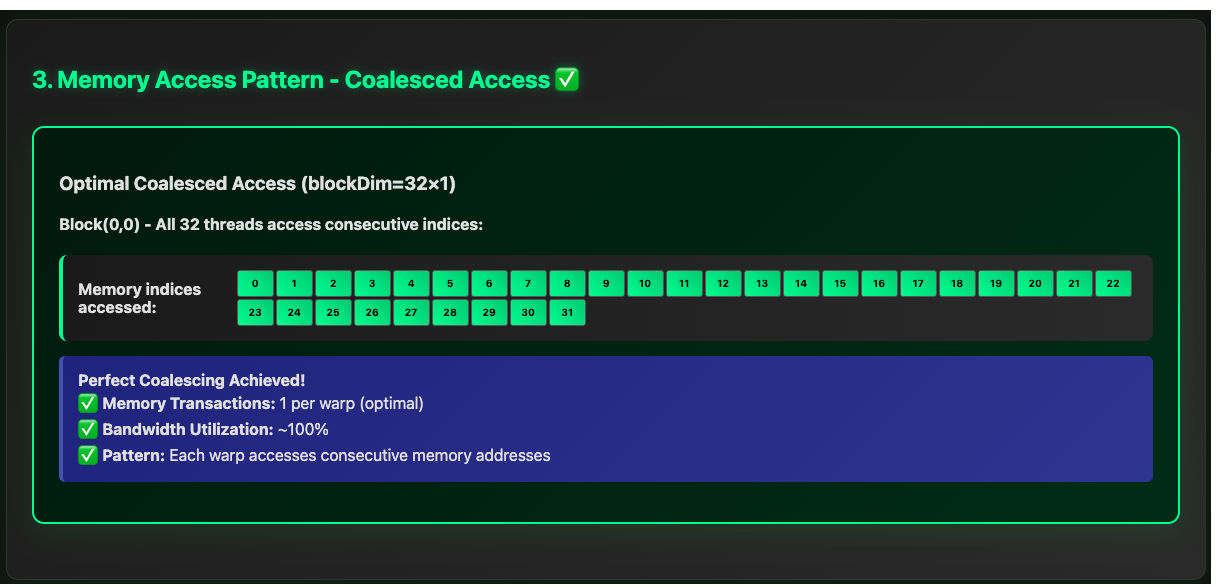 3. Memory Access Pattern - Coalesced Access ✅
Optimal Coalesced Access (blockDim=32×1)
Block(0,0) - All 32 threads access consecutive indices:
Memory indices
accessed:
0 1 2 3 4 5 6 7 8 9 10 11 12 13 14 15 16 17 18 19 20 21 22
23 24 25 26 27 28 29 30 31
Perfect Coalescing Achieved!
✅ Memory Transactions: 1 per warp (optimal)
✅ Bandwidth Utilization: ~100%
✅ Pattern: Each warp accesses consecutive memory addresses